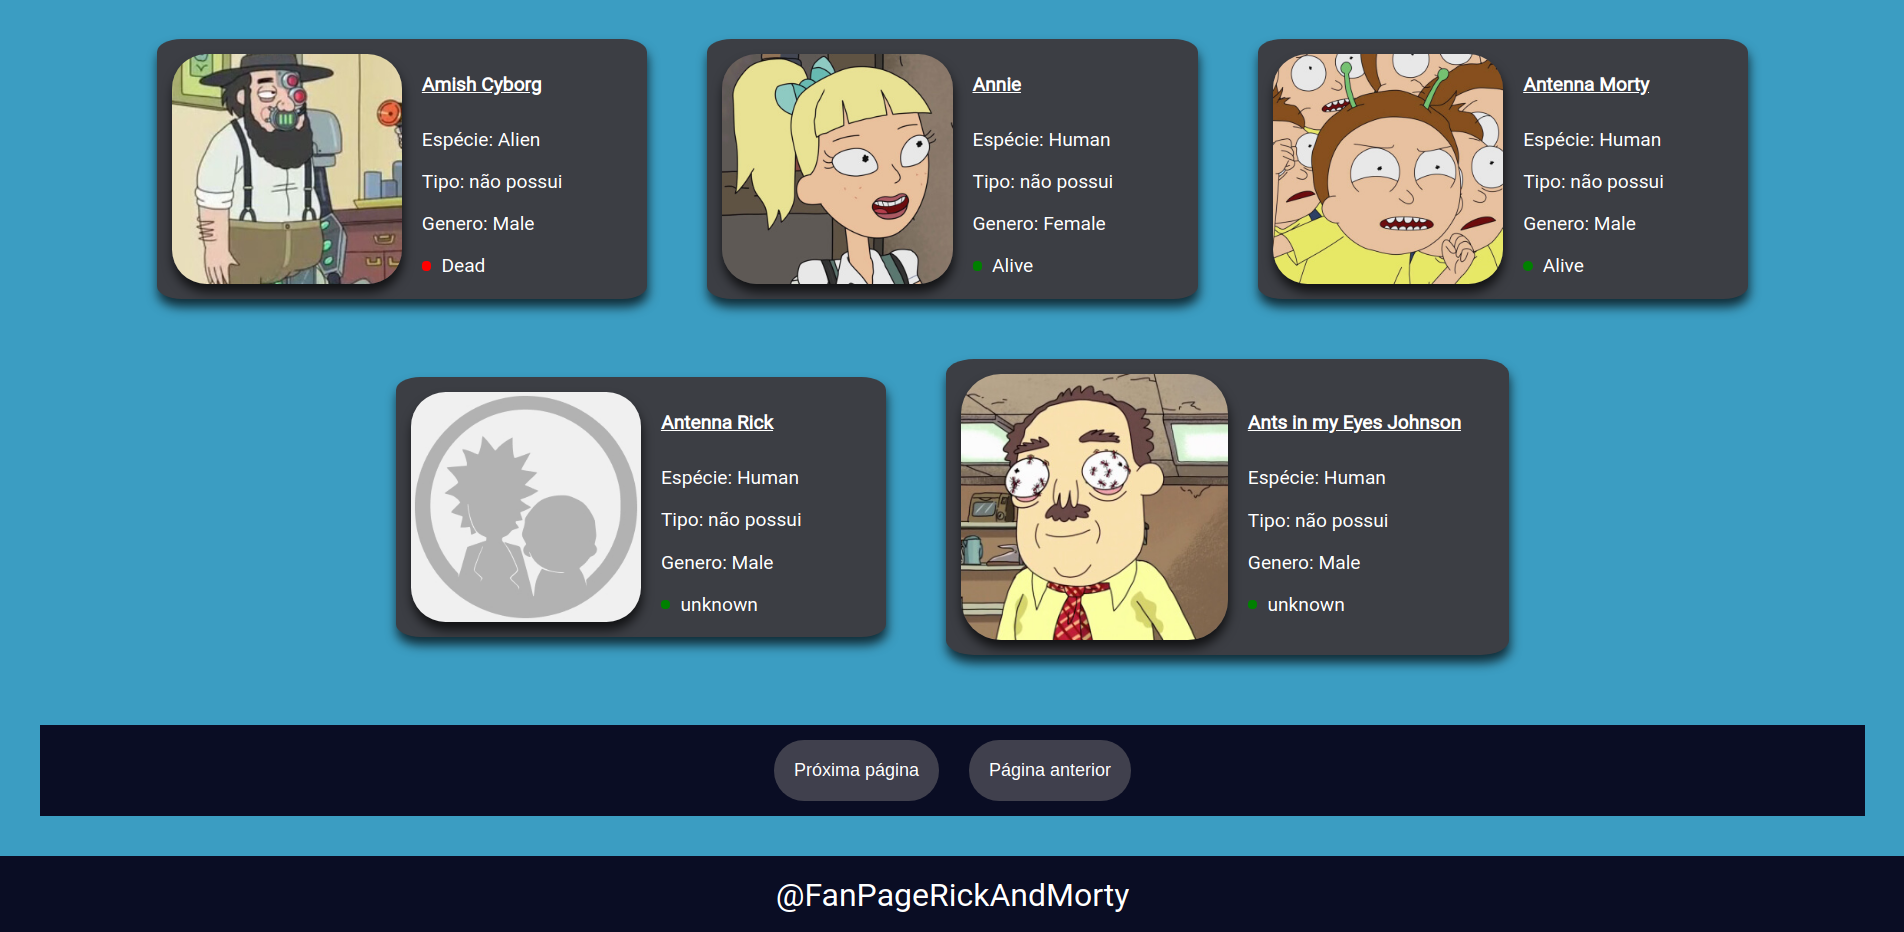 Amish Cyborg
Espécie: Alien
Tipo: não possui
Genero: Male
Dead
Annie
Espécie: Human
Tipo: não possui
Genero: Female
Alive
Antenna Morty
Espécie: Human
Tipo: não possui
Genero: Male
Alive
Antenna Rick
Espécie: Human
Tipo: não possui
Genero: Male
unknown
Ants in my Eyes Johnson
Espécie: Human
Tipo: não possui
Genero: Male
unknown
Próxima página
Página anterior
@FanPageRickAndMorty